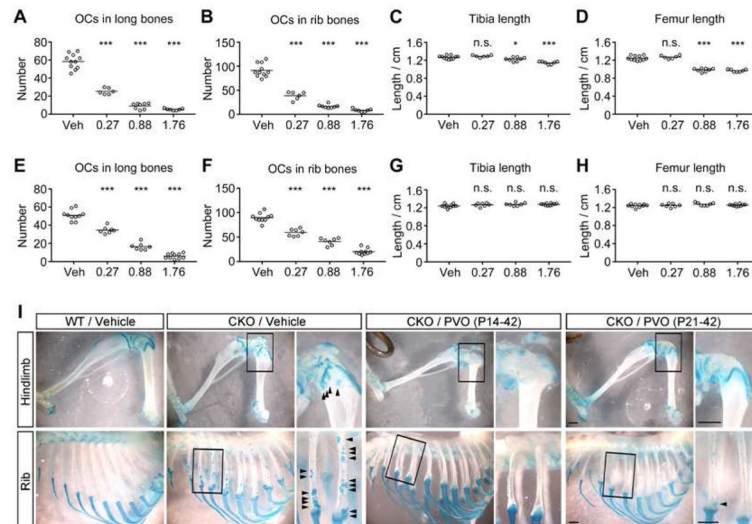 A OCs in long bones
Number
80
60
40
20
0
*** *** ***
Veh 0.27 0.88 1.76
B OCs in rib bones
Number
150
100
50
0
*** *** ***
Veh 0.27 0.88 1.76
C Tibia length
Length / cm
1.6
1.2
0.8
0.4
0
n.s. * ***
Veh 0.27 0.88 1.76
D Femur length
Length / cm
1.6
1.2
0.8
0.4
0
n.s. *** ***
Veh 0.27 0.88 1.76
E OCs in long bones
Number
80
60
40
20
0
*** *** ***
Veh 0.27 0.88 1.76
F OCs in rib bones
Number
150
100
50
0
*** *** ***
Veh 0.27 0.88 1.76
G Tibia length
Length / cm
1.6
1.2
0.8
0.4
0
n.s. n.s. n.s.
Veh 0.27 0.88 1.76
H Femur length
Length / cm
1.6
1.2
0.8
0.4
0
n.s. n.s. n.s.
Veh 0.27 0.88 1.76
I WT / Vehicle CKO / Vehicle CKO / PVO (P14-42) CKO / PVO (P21-42)
Hindlimb
Rib